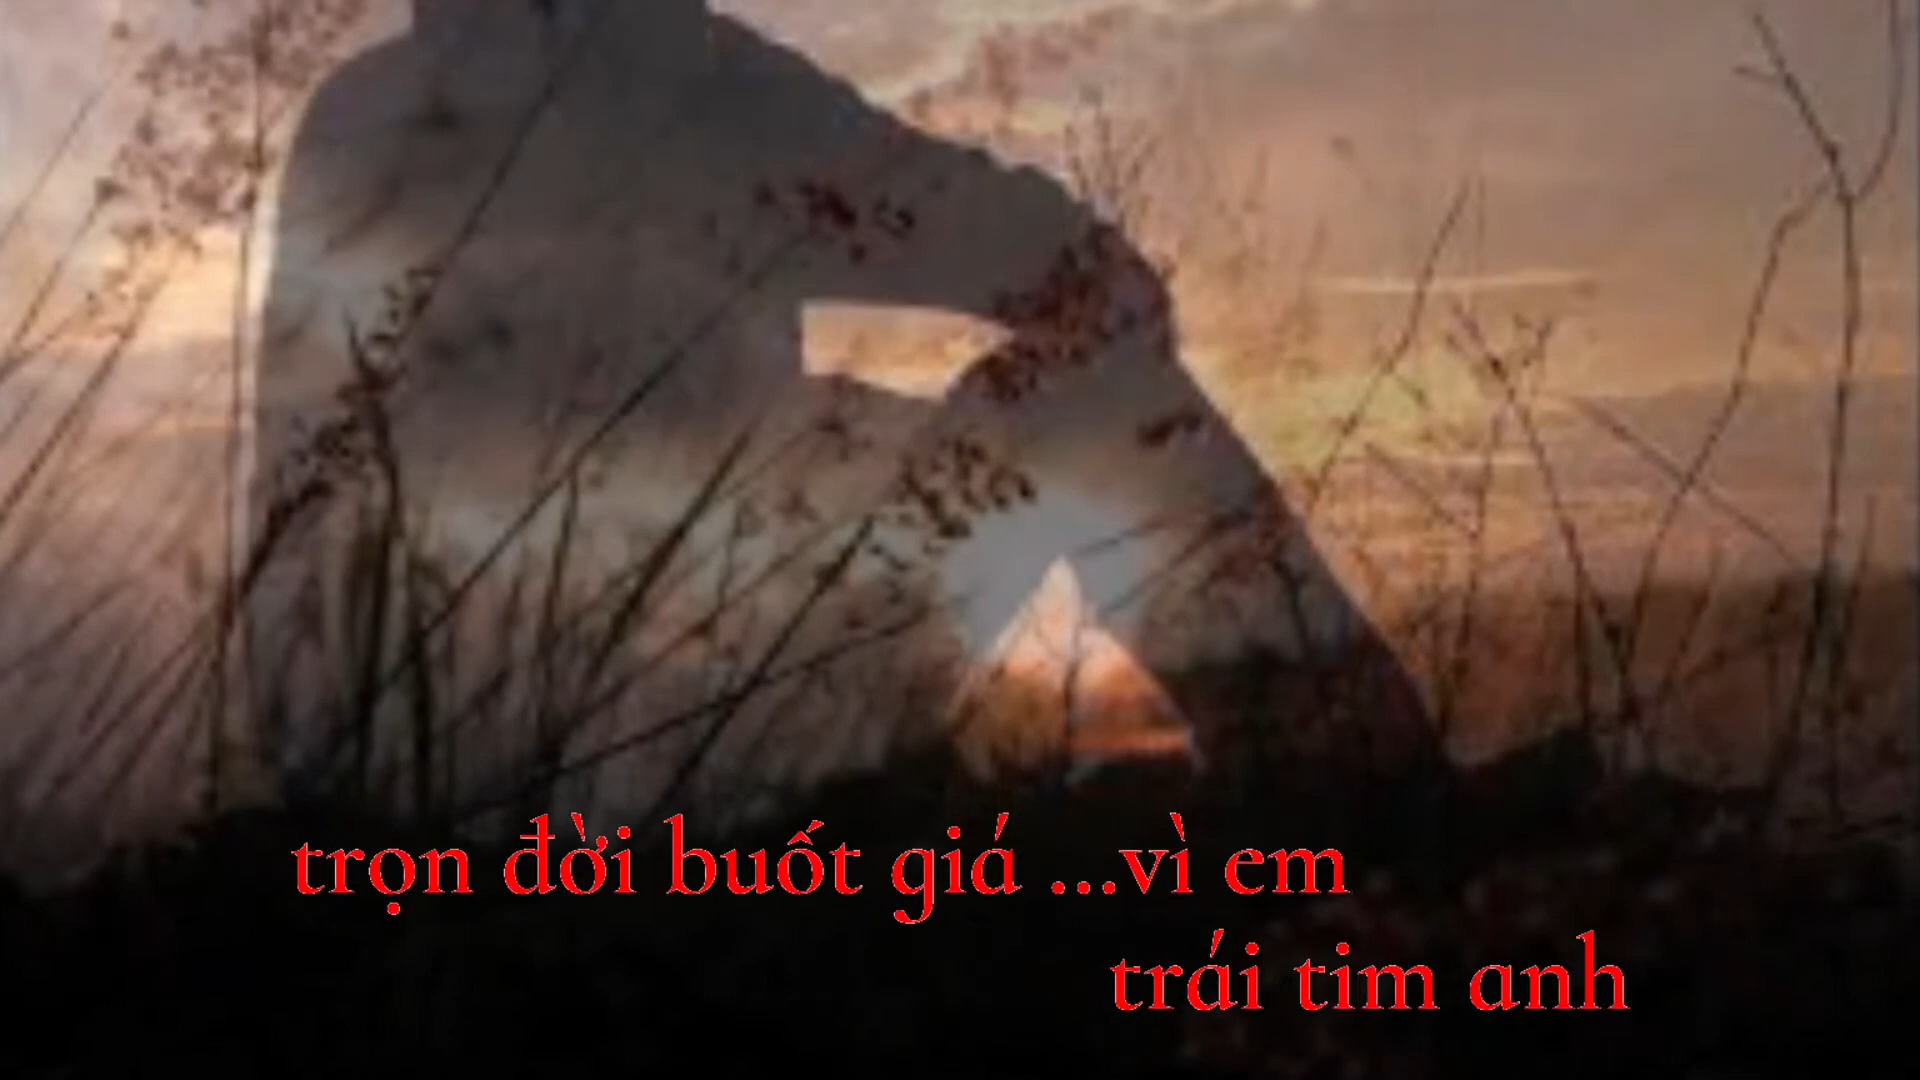 trọn đời buốt giá ...vì em
trái tim anh